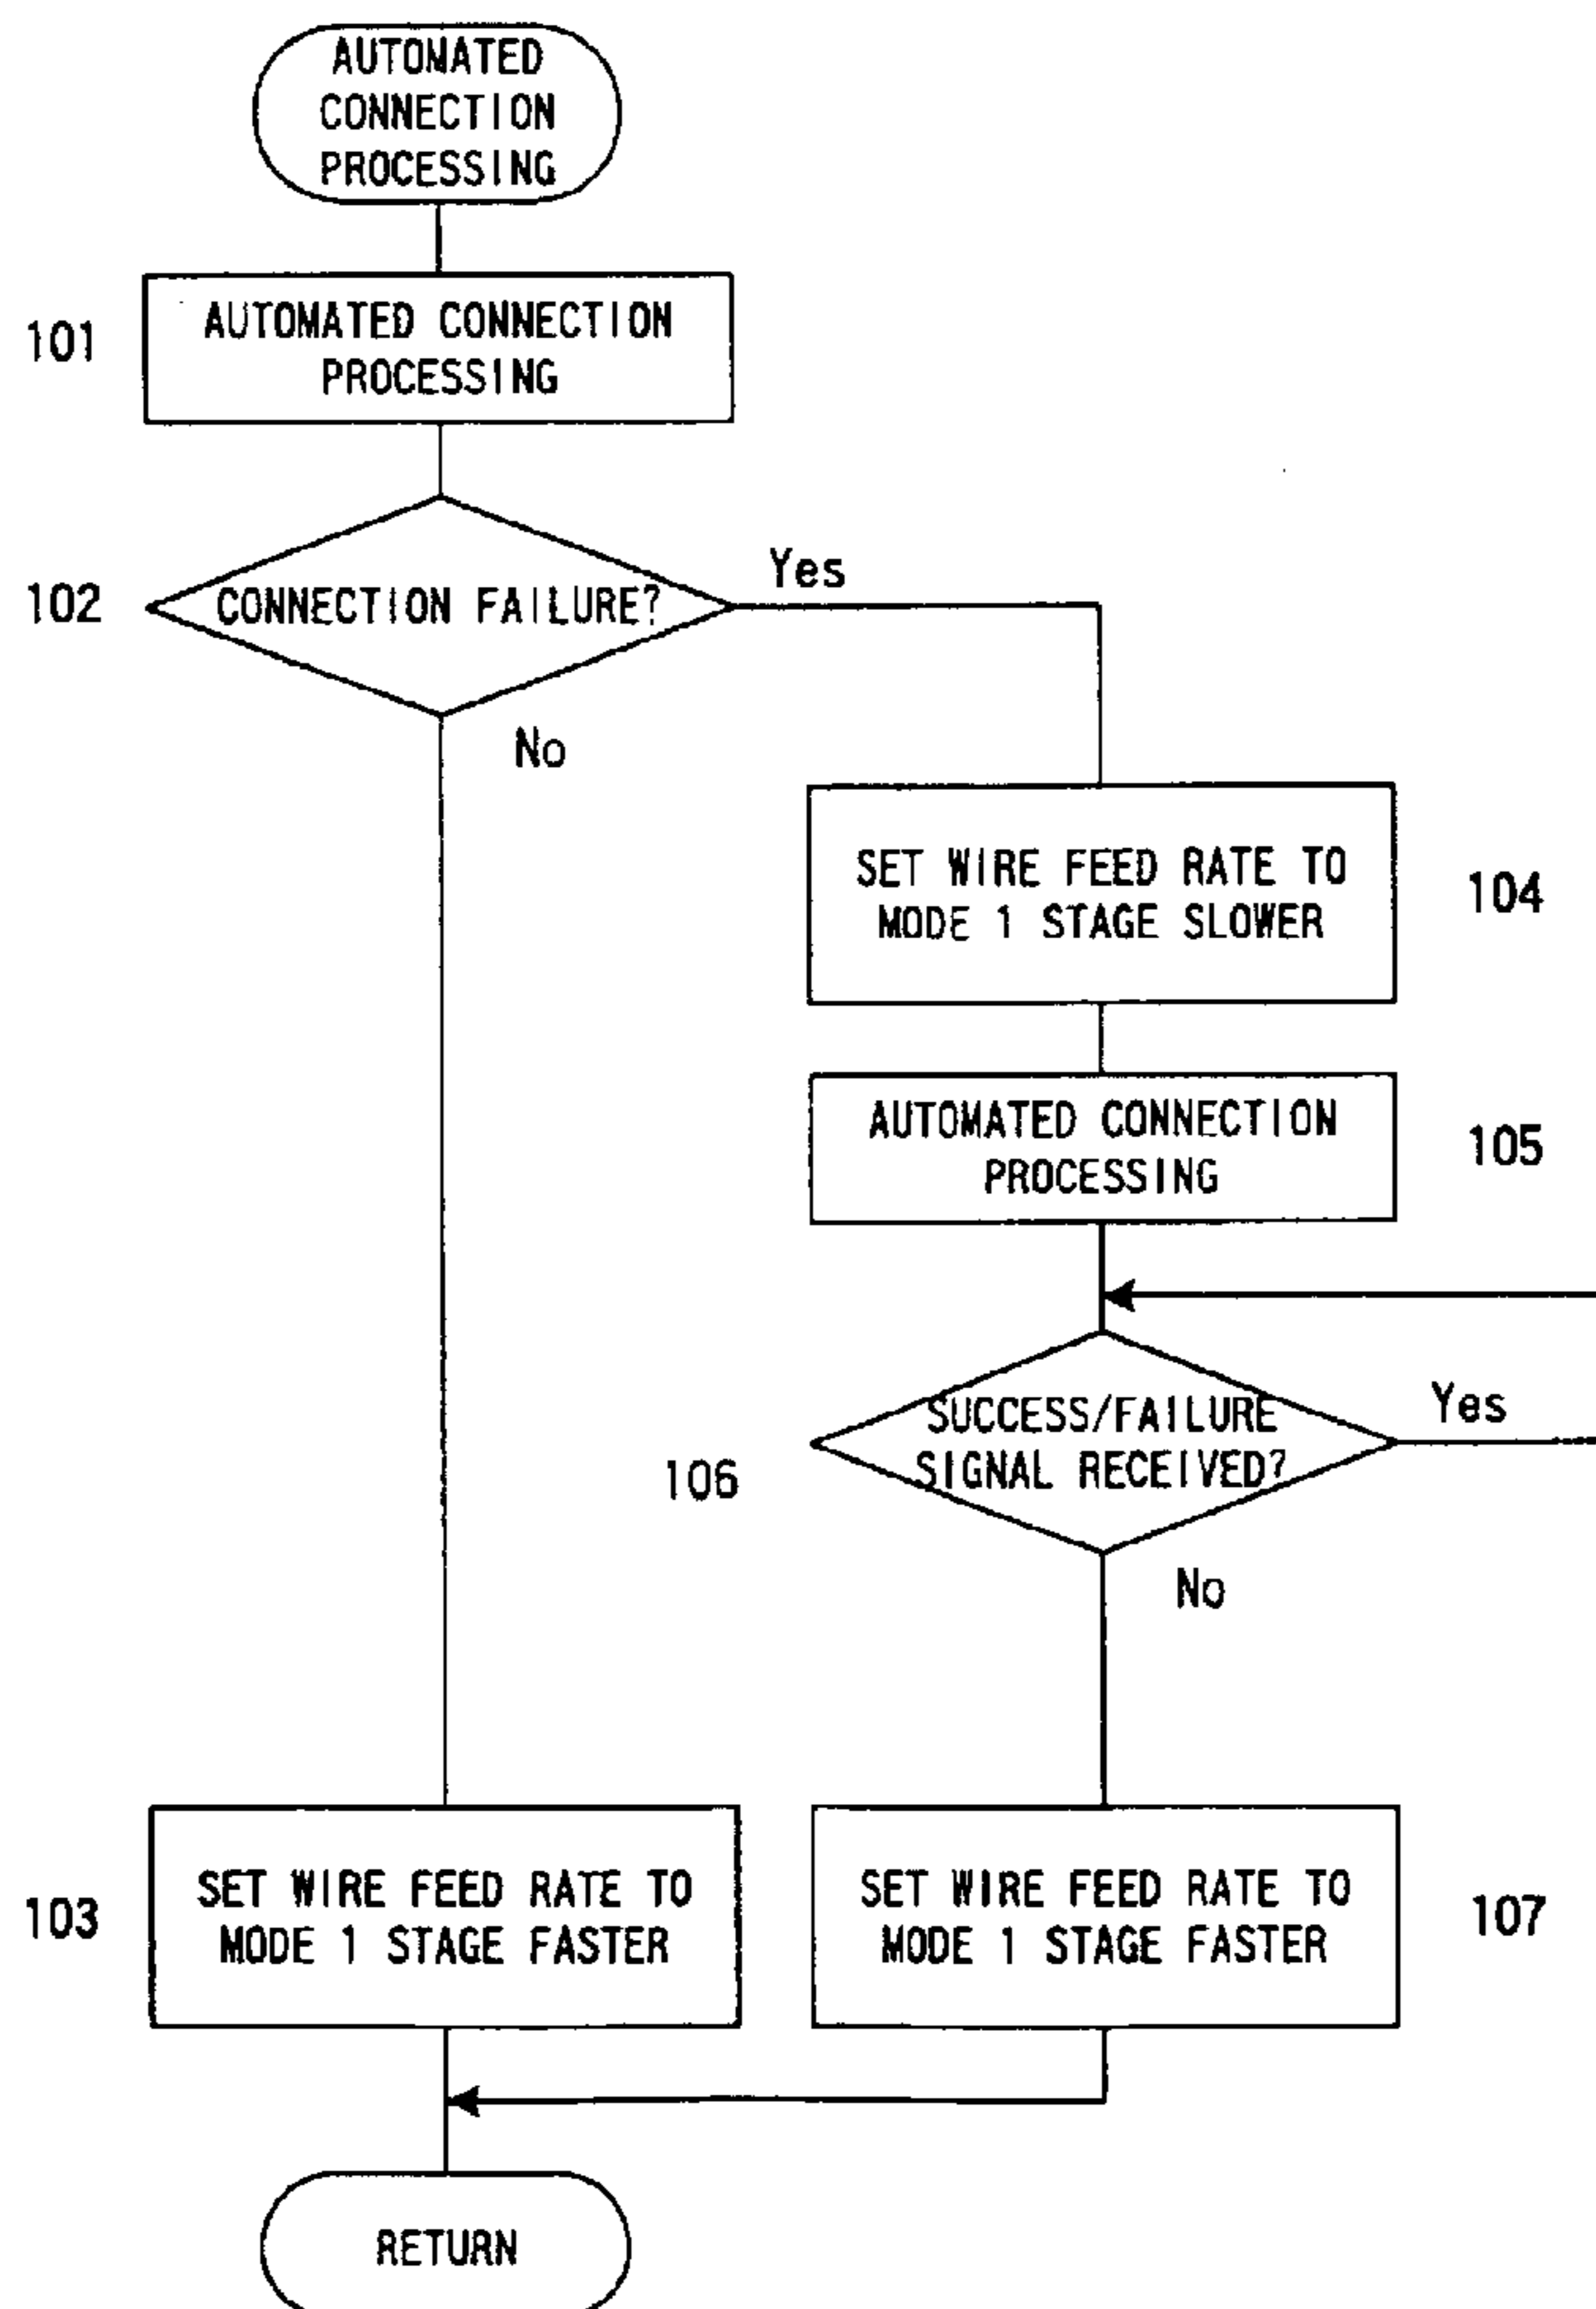 AUTOMATED
CONNECTION
PROCESSING
101
AUTOMATED CONNECTION
PROCESSING
102
CONNECTION FAILURE?
Yes
No
SET WIRE FEED RATE TO
MODE 1 STAGE SLOWER
104
AUTOMATED CONNECTION
PROCESSING
105
SUCCESS/FAILURE
SIGNAL RECEIVED?
Yes
106
No
103
SET WIRE FEED RATE TO
MODE 1 STAGE FASTER
SET WIRE FEED RATE TO
MODE 1 STAGE FASTER
107
RETURN